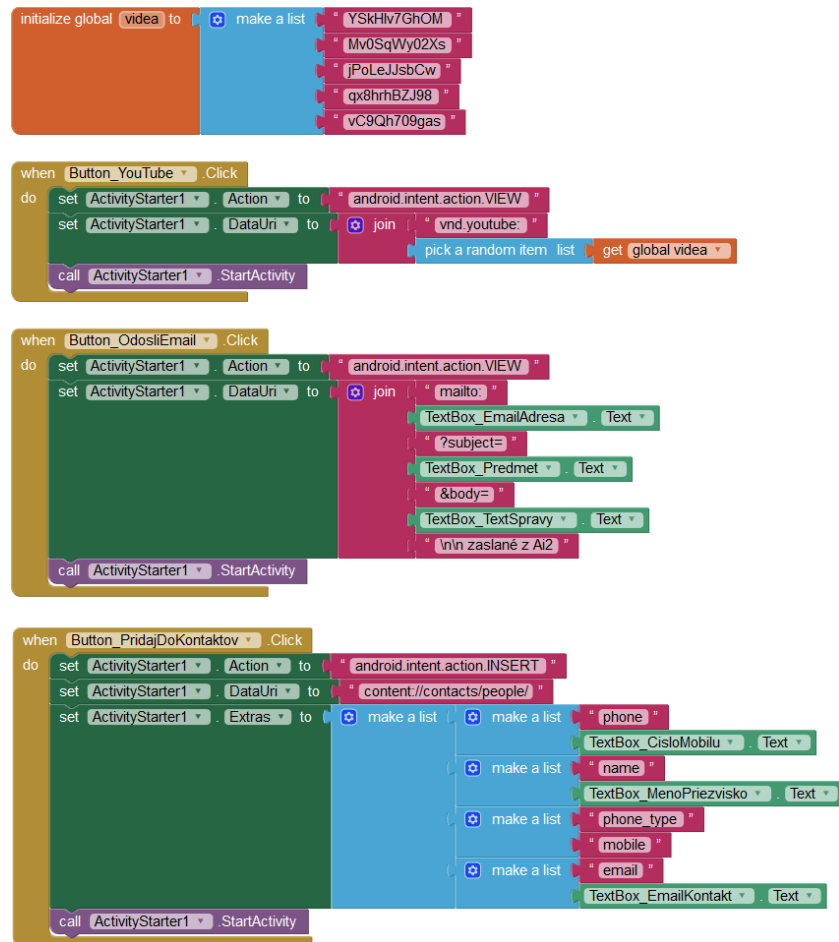 initialize global videa to make a list " YSkHlv7GhOM "
" Mv0SqWy02Xs "
" jPoLeJJsbCw "
" qx8hrhBZJ98 "
" vC9Qh709gas "
when Button_YouTube .Click
do set ActivityStarter1 . Action to " android.intent.action.VIEW "
set ActivityStarter1 . DataUri to join " vnd.youtube: "
pick a random item list get global videa
call ActivityStarter1 .StartActivity
when Button_OdosliEmail .Click
do set ActivityStarter1 . Action to " android.intent.action.VIEW "
set ActivityStarter1 . DataUri to join " mailto: "
TextBox_EmailAdresa . Text
" ?subject= "
TextBox_Predmet . Text
" &body= "
TextBox_TextSpravy . Text
" \n\n zaslané z Ai2 "
call ActivityStarter1 .StartActivity
when Button_PridajDoKontaktov .Click
do set ActivityStarter1 . Action to " android.intent.action.INSERT "
set ActivityStarter1 . DataUri to " content://contacts/people/ "
set ActivityStarter1 . Extras to make a list make a list " phone "
TextBox_CisloMobilu . Text
make a list " name "
TextBox_MenoPriezvisko . Text
make a list " phone_type "
" mobile "
make a list " email "
TextBox_EmailKontakt . Text
call ActivityStarter1 .StartActivity